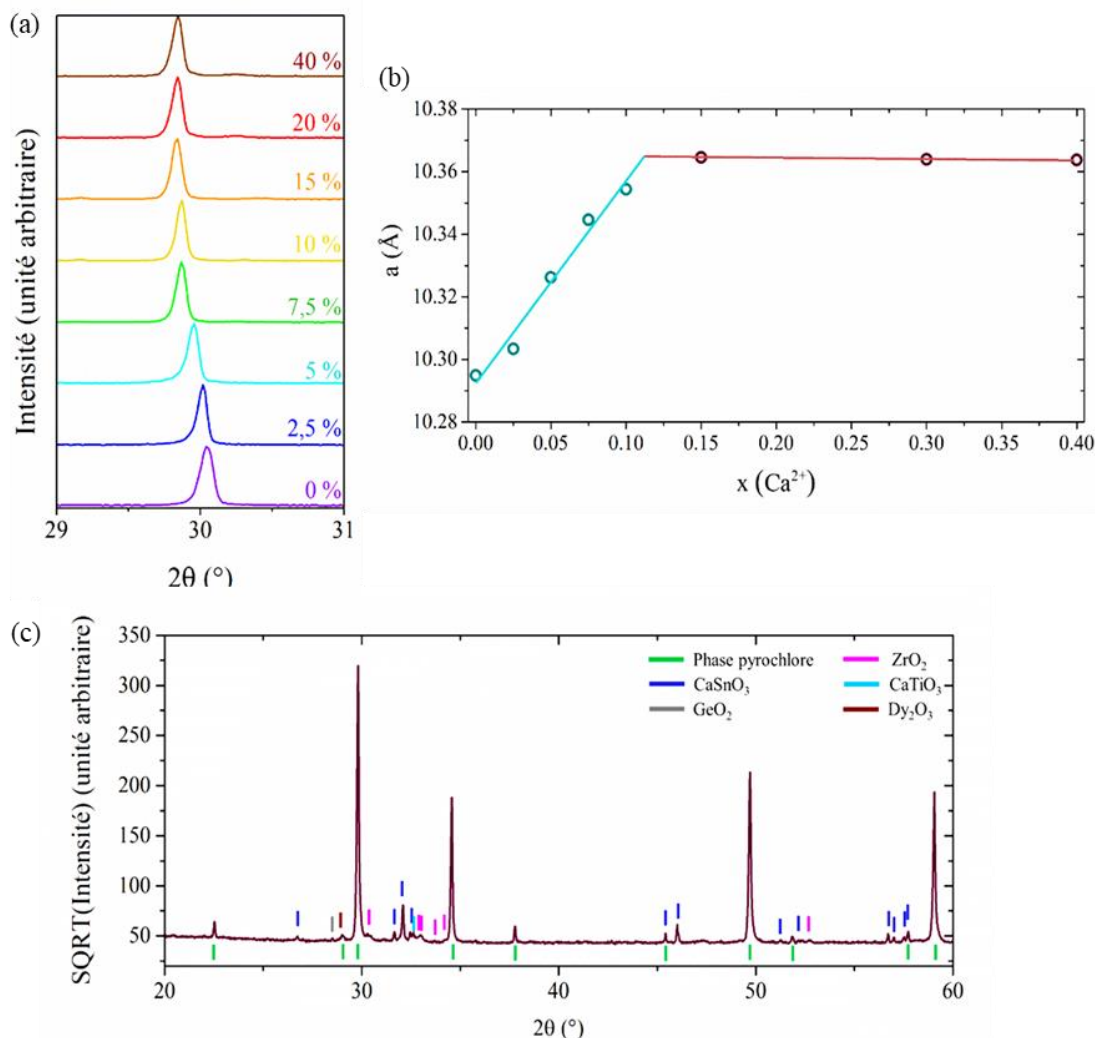 (a)
40 %
20 %
15 %
10 %
7,5 %
5 %
2,5 %
0 %
Intensité (unité arbitraire)
29 30 31
2θ (°)
(b)
10.38
10.36
10.34
10.32
10.30
10.28
a (Å)
0.00 0.05 0.10 0.15 0.20 0.25 0.30 0.35 0.40
x (Ca²⁺)
(c)
SQRT(Intensité) (unité arbitraire)
350
300
250
200
150
100
50
Phase pyrochlore ZrO₂
CaSnO₃ CaTiO₃
GeO₂ Dy₂O₃
20 30 40 50 60
2θ (°)